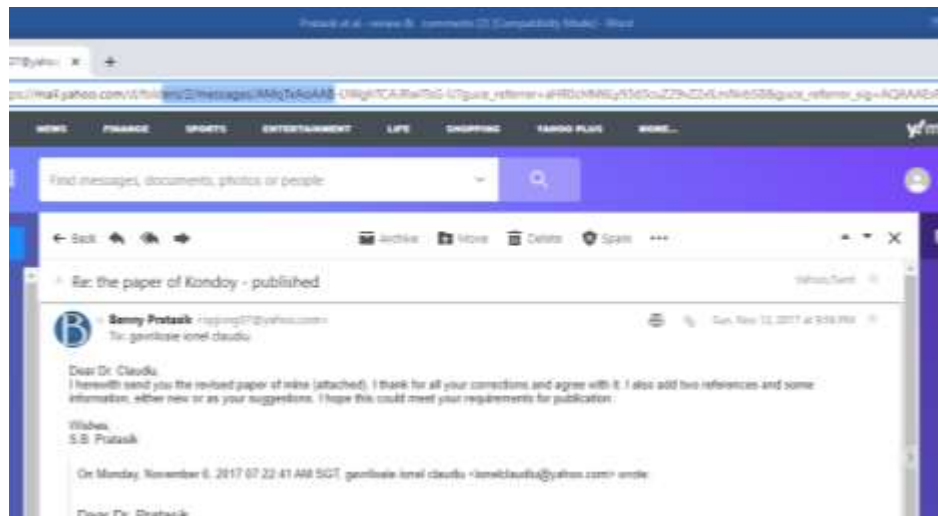 Pratasik et al - review BI comments (2) [Compatibility Mode] - Word
NEWS FINANCE SPORTS ENTERTAINMENT LIFE SHOPPING YAHOO PLUS MORE...
Find messages, documents, photos or people
Back Archive Move Delete Spam
Re: the paper of Kondoy - published
Yahoo/Sent
Benny Pratasik
Sun, Nov 12, 2017 at 9:56 PM
To: gavriloaie ionel claudiu
Dear Dr. Claudiu,
I herewith send you the revised paper of mine (attached). I thank for all your corrections and agree with it. I also add two references and some
information, either new or as your suggestions. I hope this could meet your requirements for publication.
Wishes,
S.B. Pratasik
On Monday, November 6, 2017 07:22:41 AM SGT, gavriloaie ionel claudiu <ionelclaudiu@yahoo.com> wrote:
Dear Dr. Pratasik